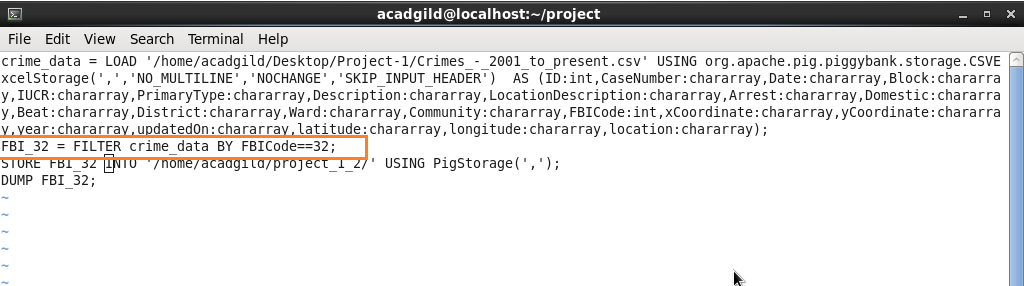 acadgild@localhost:~/project
File Edit View Search Terminal Help
crime_data = LOAD '/home/acadgild/Desktop/Project-1/Crimes_-_2001_to_present.csv' USING org.apache.pig.piggybank.storage.CSVE
xcelStorage(',','NO_MULTILINE','NOCHANGE','SKIP_INPUT_HEADER')  AS (ID:int,CaseNumber:chararray,Date:chararray,Block:chararra
y,IUCR:chararray,PrimaryType:chararray,Description:chararray,LocationDescription:chararray,Arrest:chararray,Domestic:chararra
y,Beat:chararray,District:chararray,Ward:chararray,Community:chararray,FBICode:int,xCoordinate:chararray,yCoordinate:chararra
y,year:chararray,updatedOn:chararray,latitude:chararray,longitude:chararray,location:chararray);
FBI_32 = FILTER crime_data BY FBICode==32;
STORE FBI_32 INTO '/home/acadgild/project_1_2/' USING PigStorage(',');
DUMP FBI_32;
~
~
~
~
~
~